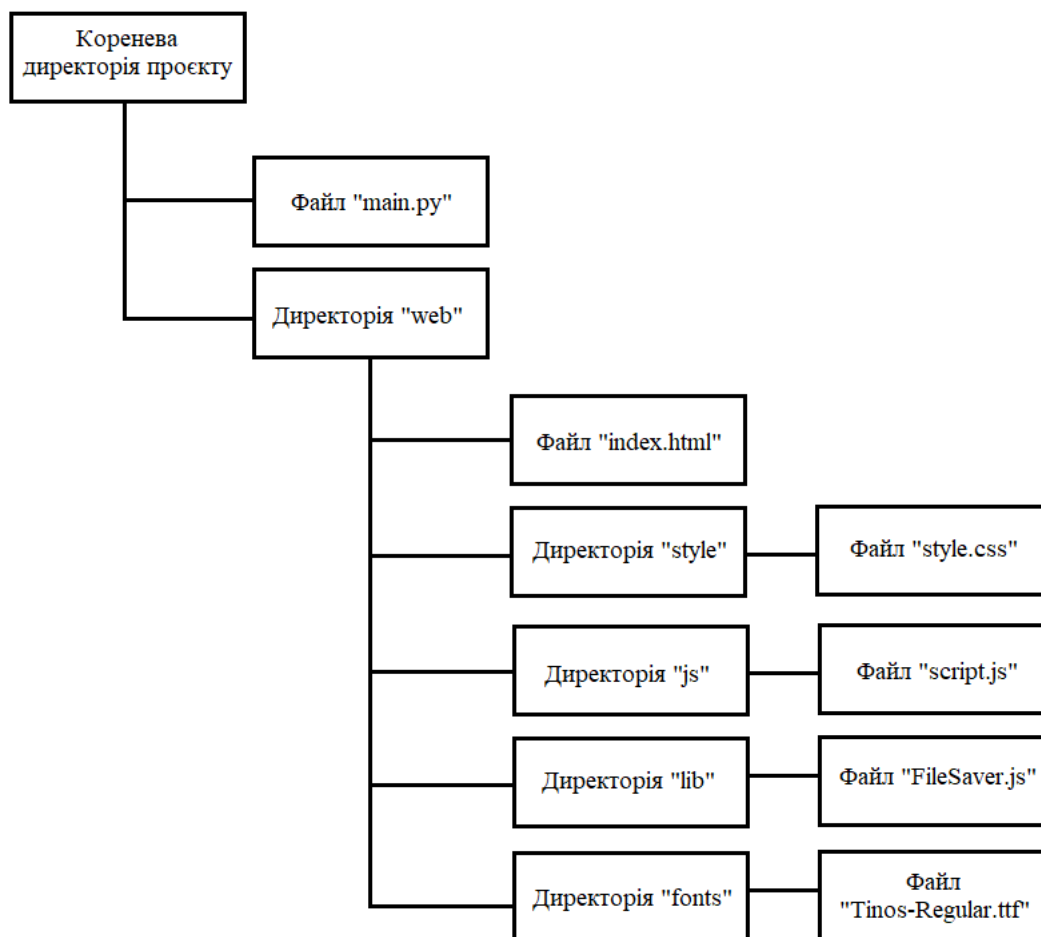 Коренева
директорія проєкту
Файл "main.py"
Директорія "web"
Файл "index.html"
Директорія "style"
Файл "style.css"
Директорія "js"
Файл "script.js"
Директорія "lib"
Файл "FileSaver.js"
Директорія "fonts"
Файл
"Tinos-Regular.ttf"